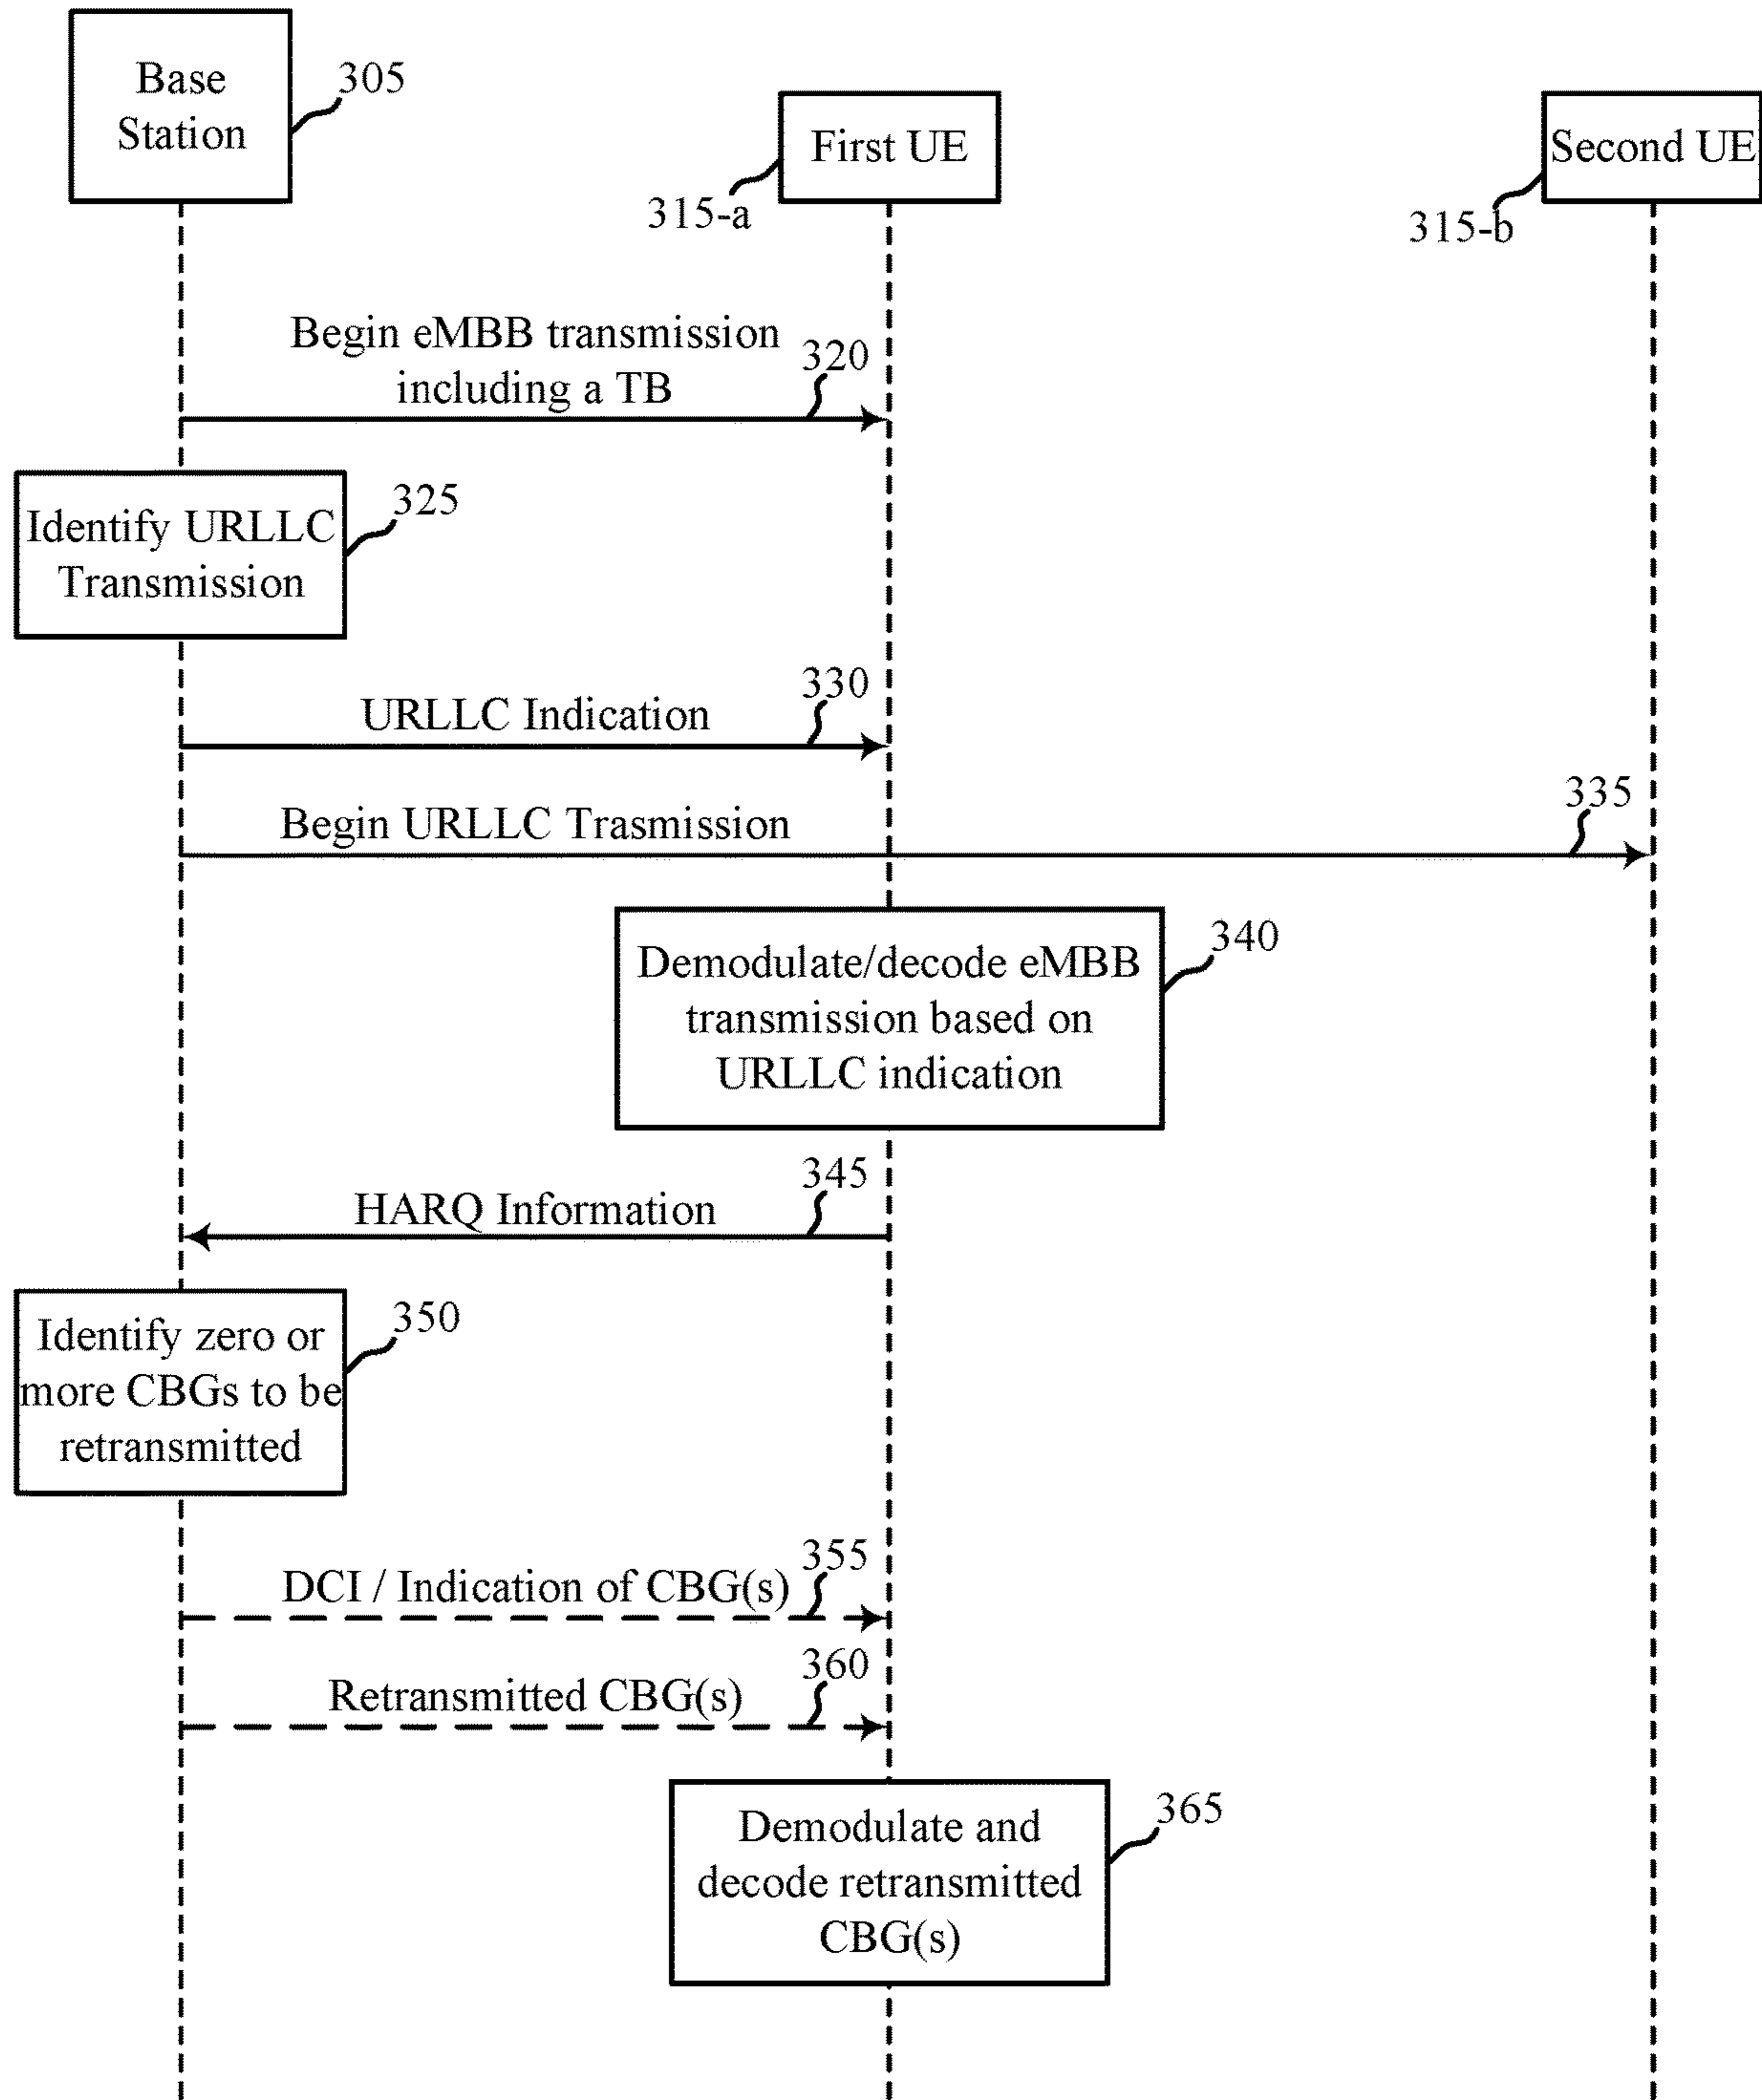 Base
Station
305
First UE
315-a
Second UE
315-b
Begin eMBB transmission
including a TB
320
Identify URLLC
Transmission
325
URLLC Indication
330
Begin URLLC Trasmission
335
Demodulate/decode eMBB
transmission based on
URLLC indication
340
HARQ Information
345
Identify zero or
more CBGs to be
retransmitted
350
DCI / Indication of CBG(s)
355
Retransmitted CBG(s)
360
Demodulate and
decode retransmitted
CBG(s)
365